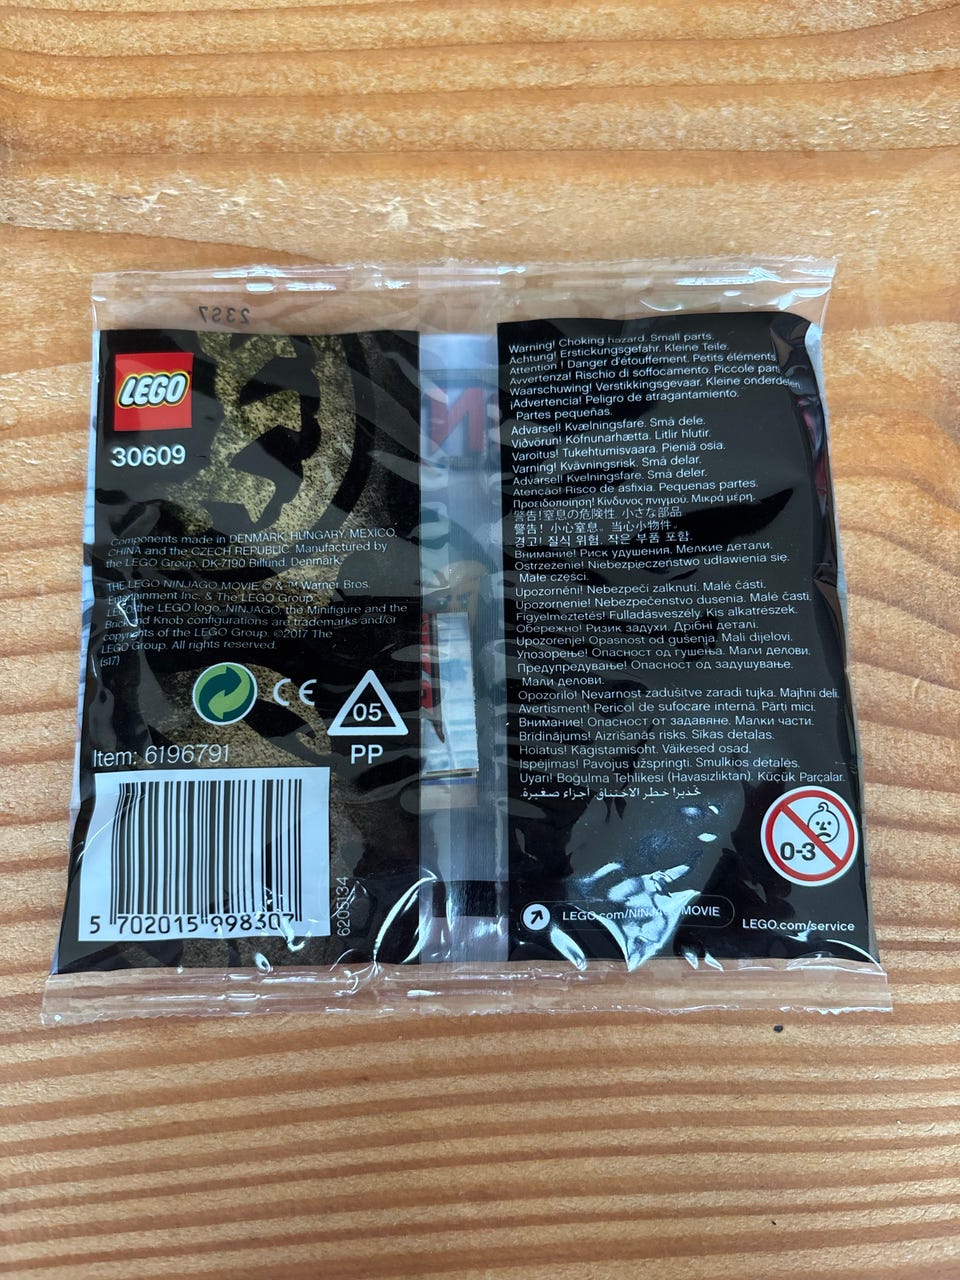 23S7
LEGO
30609
Components made in DENMARK, HUNGARY, MEXICO,
CHINA and the CZECH REPUBLIC. Manufactured by
the LEGO Group, DK-7190 Billund, Denmark.
THE LEGO NINJAGO MOVIE © & ™ Warner Bros.
Entertainment Inc. & The LEGO Group.
LEGO, the LEGO logo, NINJAGO, the Minifigure and the
Brick and Knob configurations are trademarks and/or
copyrights of the LEGO Group. ©2017 The
LEGO Group. All rights reserved.
(s17)
CE
05
PP
Item: 6196791
5 702015 998307
6205134
Warning! Choking hazard. Small parts.
Achtung! Erstickungsgefahr. Kleine Teile.
Attention ! Danger d'étouffement. Petits éléments
Avvertenza! Rischio di soffocamento. Piccole parti
Waarschuwing! Verstikkingsgevaar. Kleine onderdelen
¡Advertencia! Peligro de atragantamiento.
Partes pequeñas.
Advarsel! Kvælningsfare. Små dele.
Viðvörun! Köfnunarhætta. Litlir hlutir.
Varoitus! Tukehtumisvaara. Pieniä osia.
Varning! Kvävningsrisk. Små delar.
Advarsel! Kvelningsfare. Små deler.
Atenção! Risco de asfixia. Pequenas partes.
Προειδοποίηση! Κίνδυνος πνιγμού. Μικρά μέρη.
警告!窒息の危険性。小さな部品
警告! 小心窒息。当心小物件。
경고! 질식 위험. 작은 부품 포함.
Внимание! Риск удушения. Мелкие детали.
Ostrzeżenie! Niebezpieczeństwo udławienia się.
Małe części.
Upozornění! Nebezpečí zalknutí. Malé části.
Upozornenie! Nebezpečenstvo dusenia. Malé časti.
Figyelmeztetés! Fulladásveszély. Kis alkatrészek.
Обережно! Ризик задухи. Дрібні деталі.
Upozorenje! Opasnost od gušenja. Mali dijelovi.
Упозорење! Опасност од гушења. Мали делови.
Предупредување! Опасност од задушување.
Мали делови.
Opozorilo! Nevarnost zadušitve zaradi tujka. Majhni deli.
Avertisment! Pericol de sufocare internă. Părți mici.
Внимание! Опасност от задавяне. Малки части.
Brīdinājums! Aizrīšanās risks. Sīkas detaļas.
Hoiatus! Kägistamisoht. Väikesed osad.
Įspėjimas! Pavojus užspringti. Smulkios detalės.
Uyarı! Boğulma Tehlikesi (Havasızlıktan). Küçük Parçalar.
تحذير! خطر الاختناق. أجزاء صغيرة.
0-3
LEGO.com/NINJAGOMOVIE
LEGO.com/service